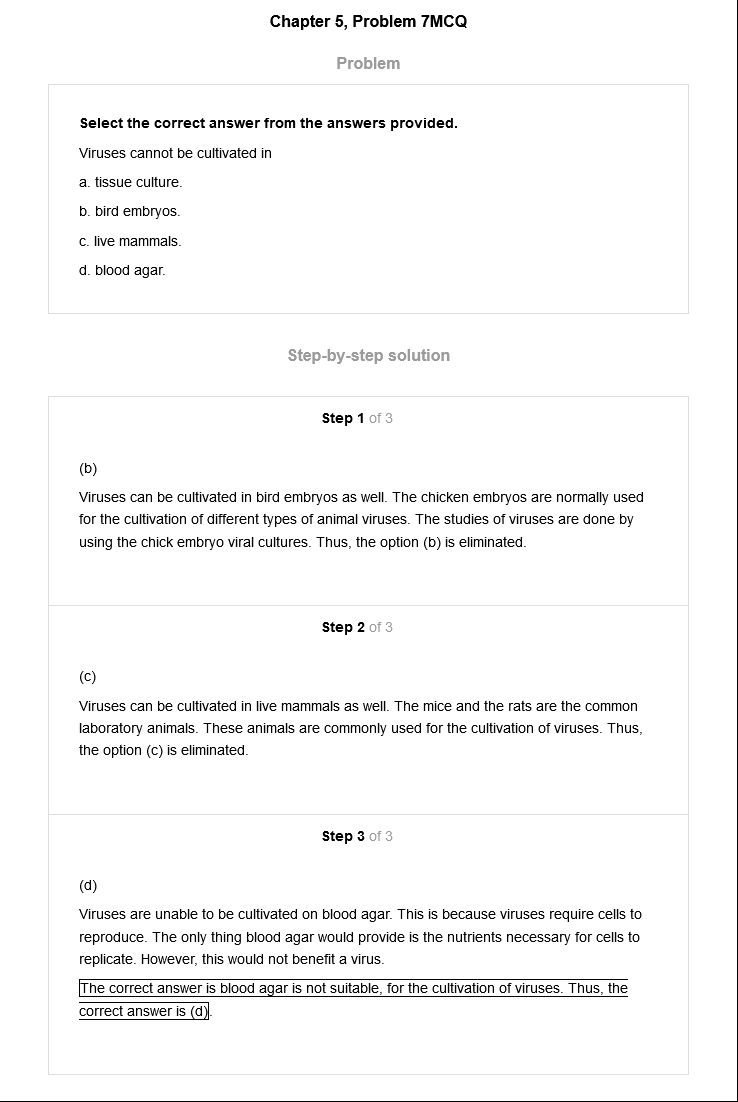 Chapter 5, Problem 7MCQ
Problem
Select the correct answer from the answers provided.
Viruses cannot be cultivated in
a. tissue culture.
b. bird embryos.
c. live mammals.
d. blood agar.
Step-by-step solution
Step 1 of 3
(b)
Viruses can be cultivated in bird embryos as well. The chicken embryos are normally used
for the cultivation of different types of animal viruses. The studies of viruses are done by
using the chick embryo viral cultures. Thus, the option (b) is eliminated.
Step 2 of 3
(c)
Viruses can be cultivated in live mammals as well. The mice and the rats are the common
laboratory animals. These animals are commonly used for the cultivation of viruses. Thus,
the option (c) is eliminated.
Step 3 of 3
(d)
Viruses are unable to be cultivated on blood agar. This is because viruses require cells to
reproduce. The only thing blood agar would provide is the nutrients necessary for cells to
replicate. However, this would not benefit a virus.
The correct answer is blood agar is not suitable, for the cultivation of viruses. Thus, the
correct answer is (d).